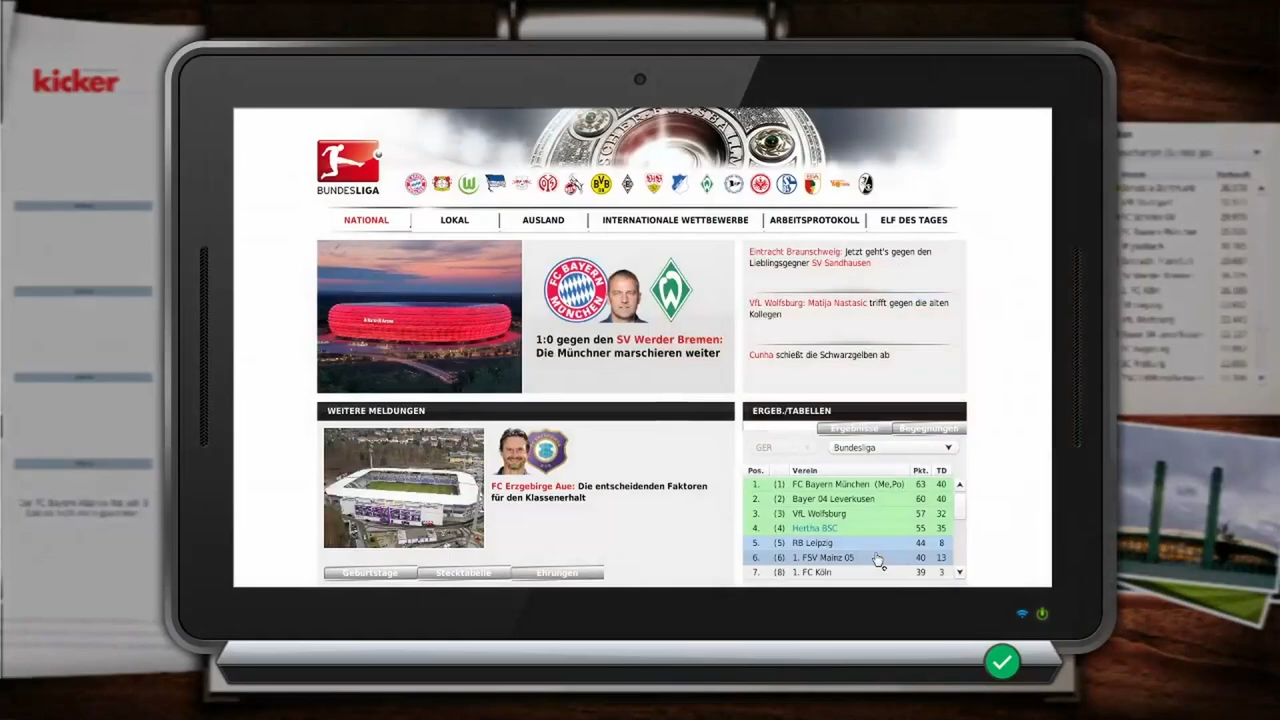 kicker
BUNDESLIGA
NATIONAL
LOKAL
AUSLAND
INTERNATIONALE WETTBEWERBE
ARBEITSPROTOKOLL
ELF DES TAGES
FC BAYERN
MÜNCHEN
1:0 gegen den SV Werder Bremen:
Die Münchner marschieren weiter
Eintracht Braunschweig: Jetzt geht's gegen den
Lieblingsgegner SV Sandhausen
VfL Wolfsburg: Matija Nastasic trifft gegen die alten
Kollegen
Cunha schießt die Schwarzgelben ab
WEITERE MELDUNGEN
FC Erzgebirge Aue: Die entscheidenden Faktoren
für den Klassenerhalt
Geburtstage
Stecktabelle
Ehrungen
ERGEB./TABELLEN
Ergebnisse
Begegnungen
GER
Bundesliga
Pos. Verein Pkt. TD
1. (1) FC Bayern München (Me,Po) 63 40
2. (2) Bayer 04 Leverkusen 60 40
3. (3) VfL Wolfsburg 57 32
4. (4) Hertha BSC 55 35
5. (5) RB Leipzig 44 8
6. (6) 1. FSV Mainz 05 40 13
7. (8) 1. FC Köln 39 3